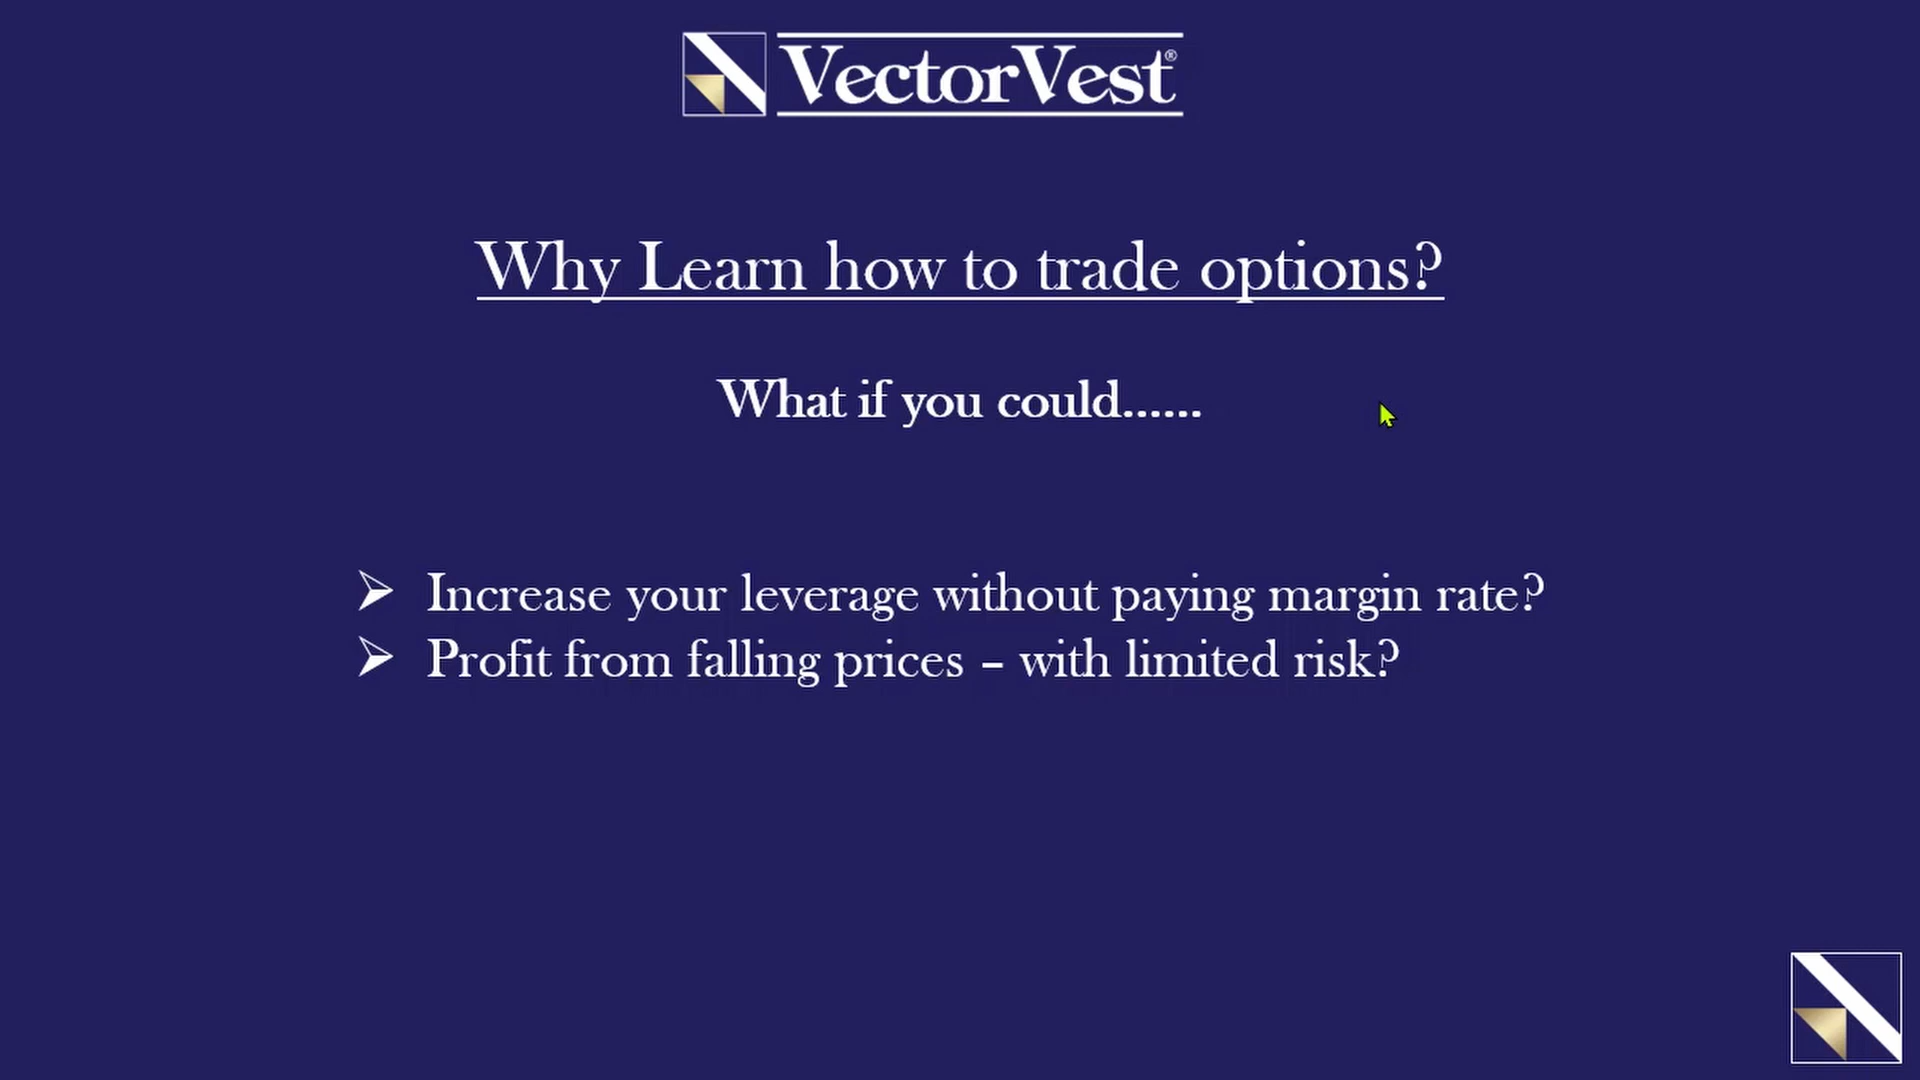 VectorVest®
Why Learn how to trade options?
What if you could......
➢ Increase your leverage without paying margin rate?
➢ Profit from falling prices – with limited risk?